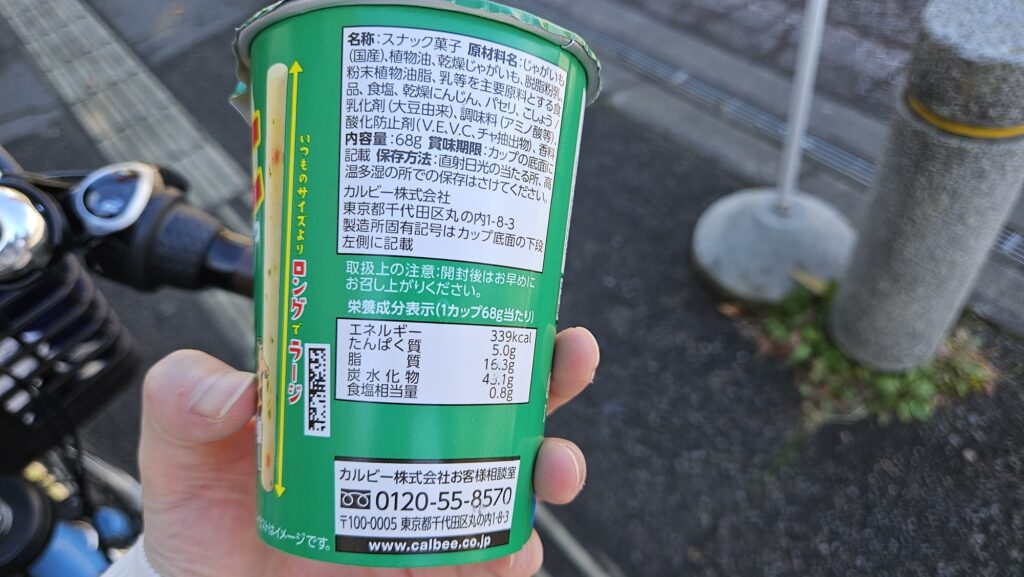 名称:スナック菓子 原材料名:じゃがいも
(国産)、植物油、乾燥じゃがいも、脱脂粉乳、
粉末植物油脂、乳等を主要原料とする食
品、食塩、乾燥にんじん、パセリ、こしょう/
乳化剤(大豆由来)、調味料(アミノ酸等)、
酸化防止剤(V.E、V.C、チャ抽出物)、香料
内容量:68g 賞味期限:カップの底面に
記載 保存方法:直射日光の当たる所、高
温多湿の所での保存はさけてください。
カルビー株式会社
東京都千代田区丸の内1-8-3
製造所固有記号はカップ底面の下段
左側に記載
取扱上の注意:開封後はお早めに
お召し上がりください。
栄養成分表示(1カップ68g当たり)
エネルギー 339kcal
たんぱく質 5.0g
脂質 16.3g
炭水化物 43.1g
食塩相当量 0.8g
カルビー株式会社お客様相談室
0120-55-8570
〒100-0005 東京都千代田区丸の内1-8-3
www.calbee.co.jp
いつものサイズより ロングでラージ
ストはイメージです。